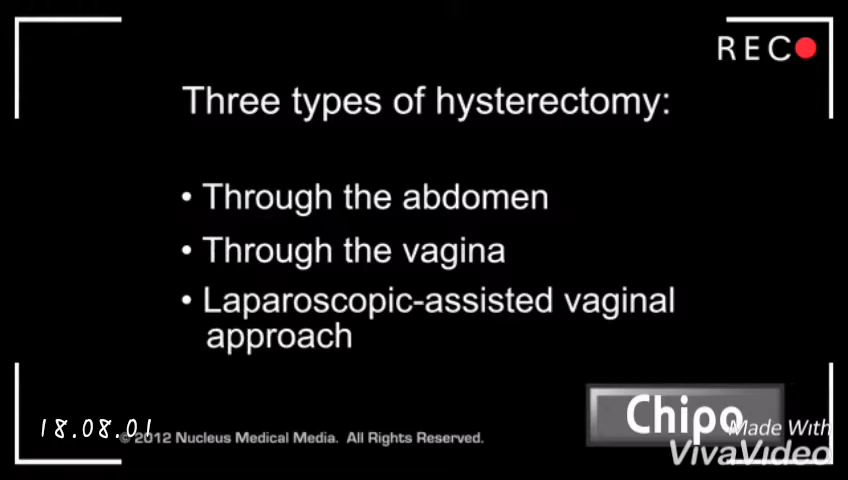 REC
Three types of hysterectomy:
• Through the abdomen
• Through the vagina
• Laparoscopic-assisted vaginal
approach
18.08.01
© 2012 Nucleus Medical Media. All Rights Reserved.
Chipo
Made With
VivaVideo